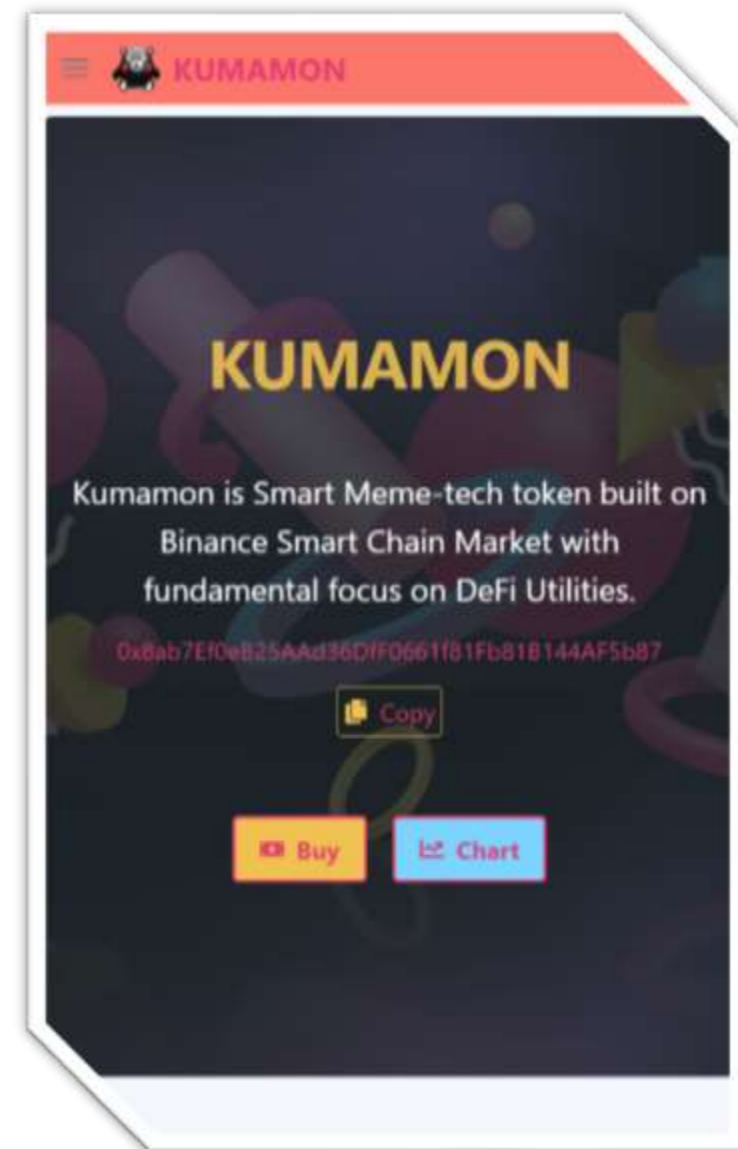 KUMAMON
KUMAMON
Kumamon is Smart Meme-tech token built on
Binance Smart Chain Market with
fundamental focus on DeFi Utilities.
0x8ab7Ef0eB25AAd36DfF0661f81Fb81B144AF5b87
Copy
Buy
Chart